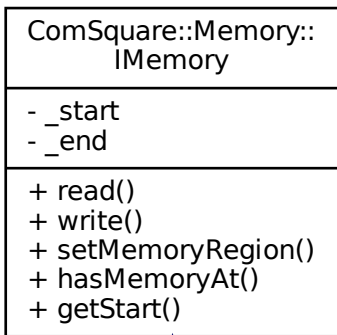 ComSquare::Memory::
IMemory
- _start
- _end
+ read()
+ write()
+ setMemoryRegion()
+ hasMemoryAt()
+ getStart()